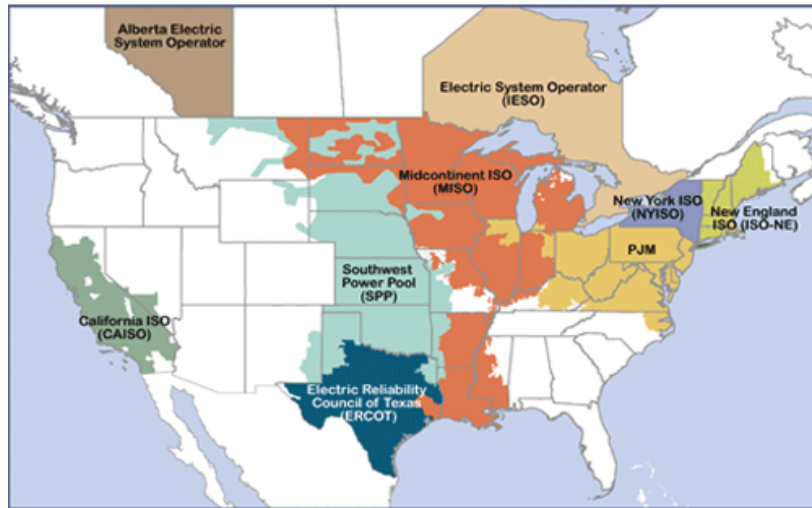 Alberta Electric
System Operator
Electric System Operator
(IESO)
Midcontinent ISO
(MISO)
New York ISO
(NYISO)
New England
ISO (ISO-NE)
PJM
Southwest
Power Pool
(SPP)
California ISO
(CAISO)
Electric Reliability
Council of Texas
(ERCOT)